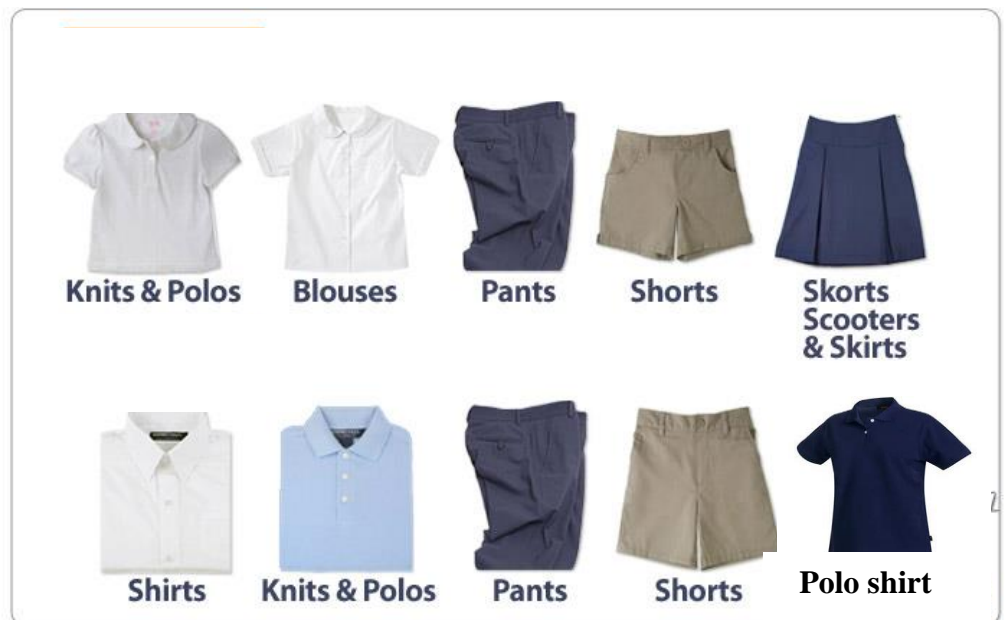 Knits & Polos
Blouses
Pants
Shorts
Skorts
Scooters
& Skirts
Shirts
Knits & Polos
Pants
Shorts
Polo shirt